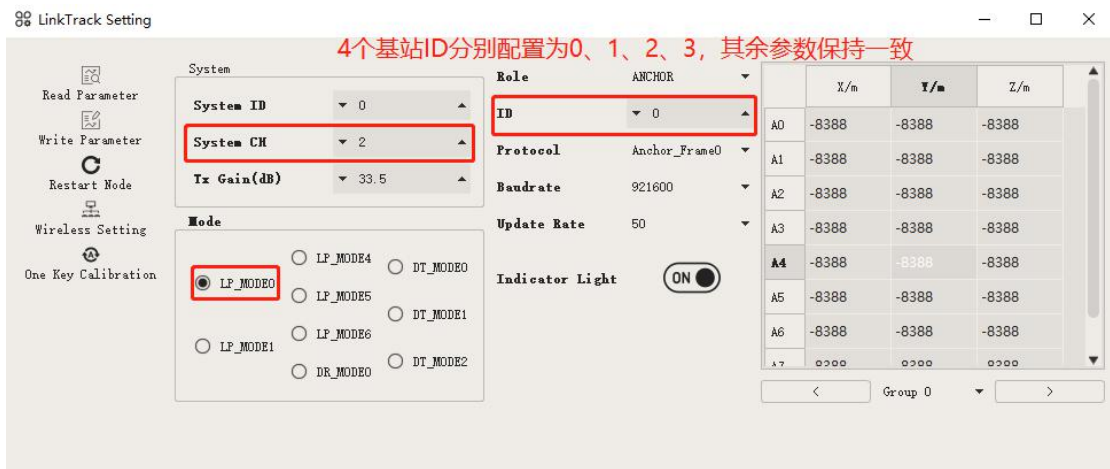 LinkTrack Setting
4个基站ID分别配置为0、1、2、3，其余参数保持一致
Read Parameter
Write Parameter
Restart Node
Wireless Setting
One Key Calibration
System
System ID 0
System CH 2
Tx Gain(dB) 33.5
Mode
LP_MODE0
LP_MODE1
LP_MODE4
LP_MODE5
LP_MODE6
DR_MODE0
DT_MODE0
DT_MODE1
DT_MODE2
Role ANCHOR
ID 0
Protocol Anchor_Frame0
Baudrate 921600
Update Rate 50
Indicator Light ON
X/m Y/m Z/m
A0 -8388 -8388 -8388
A1 -8388 -8388 -8388
A2 -8388 -8388 -8388
A3 -8388 -8388 -8388
A4 -8388 -8388 -8388
A5 -8388 -8388 -8388
A6 -8388 -8388 -8388
A7 -8388 -8388 -8388
< Group 0 >